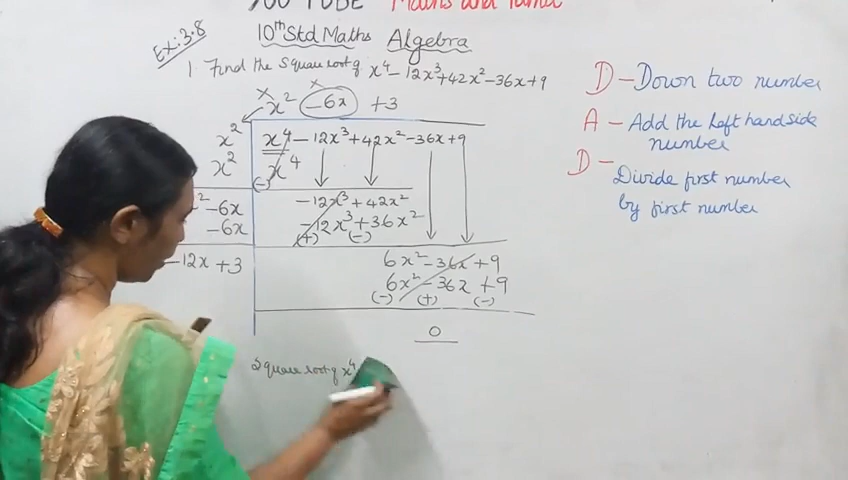 YOU TUBE Maths and Tamil
Ex:3.8
10th Std Maths Algebra
1. Find the square root of x⁴ - 12x³ + 42x² - 36x + 9
x² -6x +3
x² x⁴ - 12x³ + 42x² - 36x + 9
x² x⁴
(-)
x² - 6x -12x³ + 42x²
-6x -12x³ + 36x²
(+) (-)
-12x + 3 6x² - 36x + 9
6x² - 36x + 9
(-) (+) (-)
0
Square root of x⁴
D - Down two number
A - Add the left hand side
number
D -
Divide first number
by first number